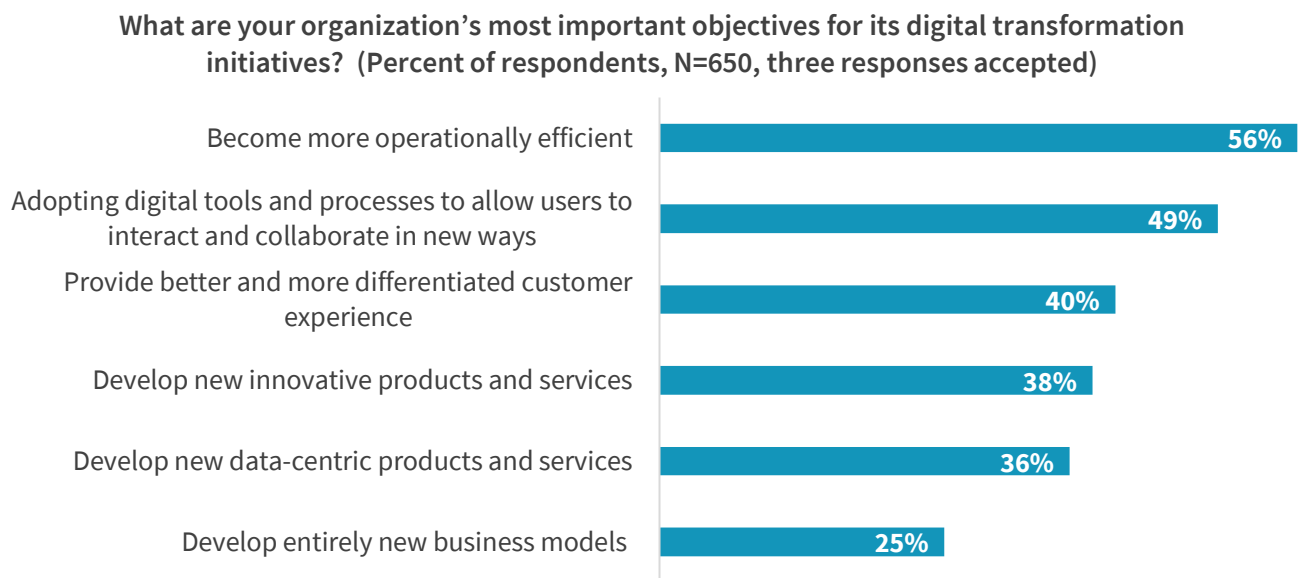 What are your organization’s most important objectives for its digital transformation
initiatives?  (Percent of respondents, N=650, three responses accepted)
Become more operationally efficient
56%
Adopting digital tools and processes to allow users to
interact and collaborate in new ways
49%
Provide better and more differentiated customer
experience
40%
Develop new innovative products and services
38%
Develop new data-centric products and services
36%
Develop entirely new business models
25%